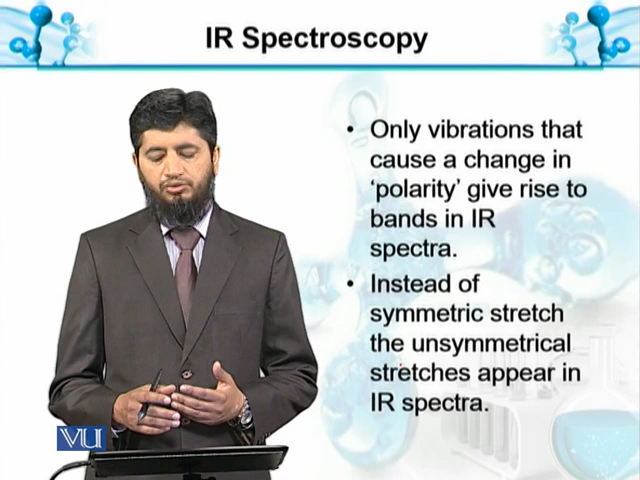 IR Spectroscopy
• Only vibrations that
cause a change in
‘polarity’ give rise to
bands in IR
spectra.
• Instead of
symmetric stretch
the unsymmetrical
stretches appear in
IR spectra.
VU